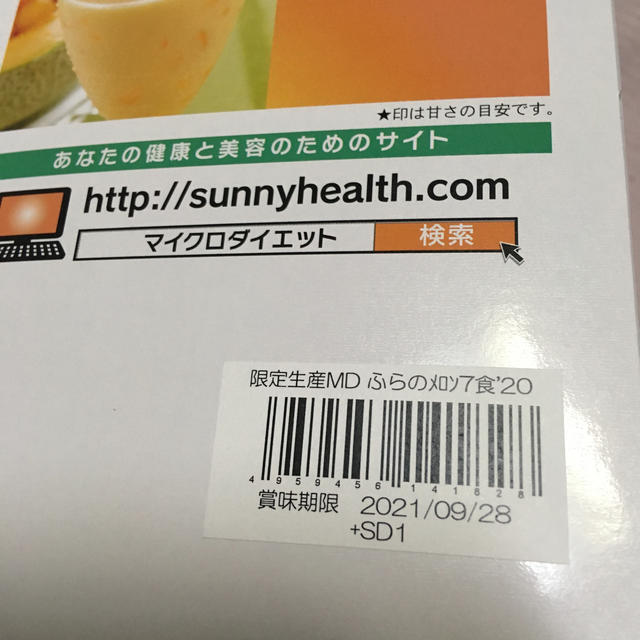 ★印は甘さの目安です。
あなたの健康と美容のためのサイト
http://sunnyhealth.com
マイクロダイエット 検索
限定生産MD ふらのﾒﾛﾝ7食'20
4959456141828
賞味期限 2021/09/28
+SD1